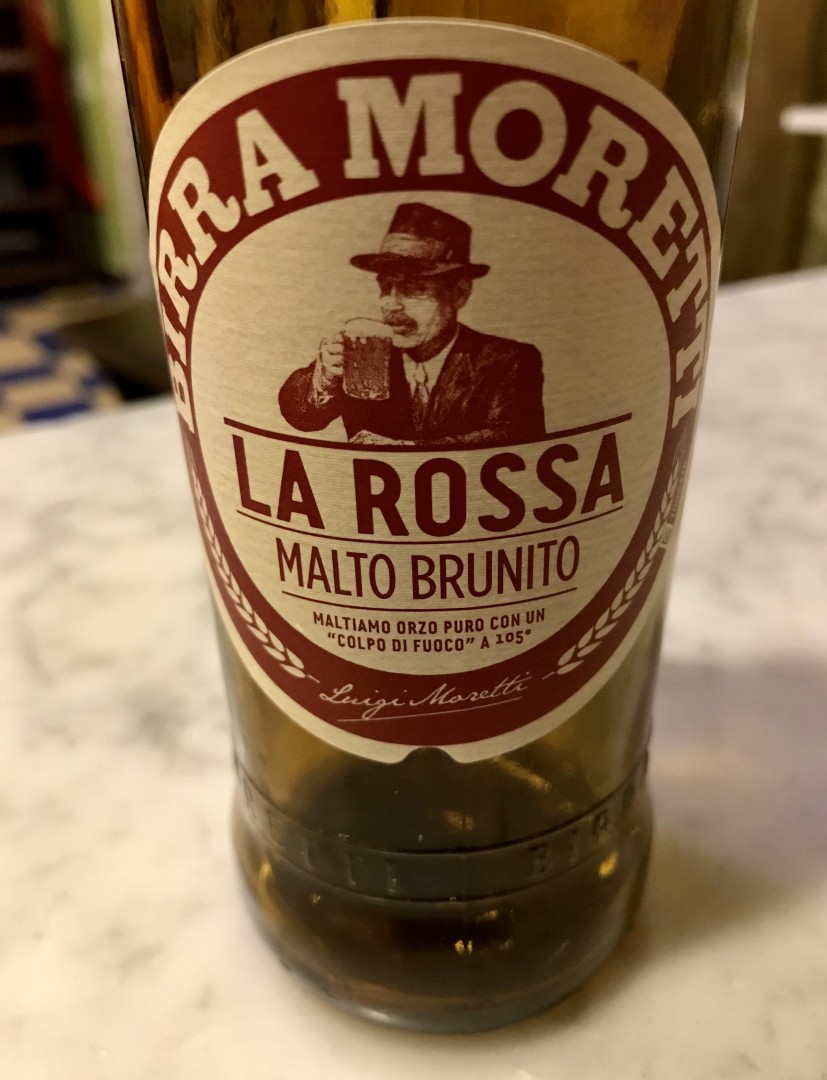 BIRRA MORETTI
LA ROSSA
MALTO BRUNITO
MALTIAMO ORZO PURO CON UN
“COLPO DI FUOCO” A 105°
Luigi Moretti